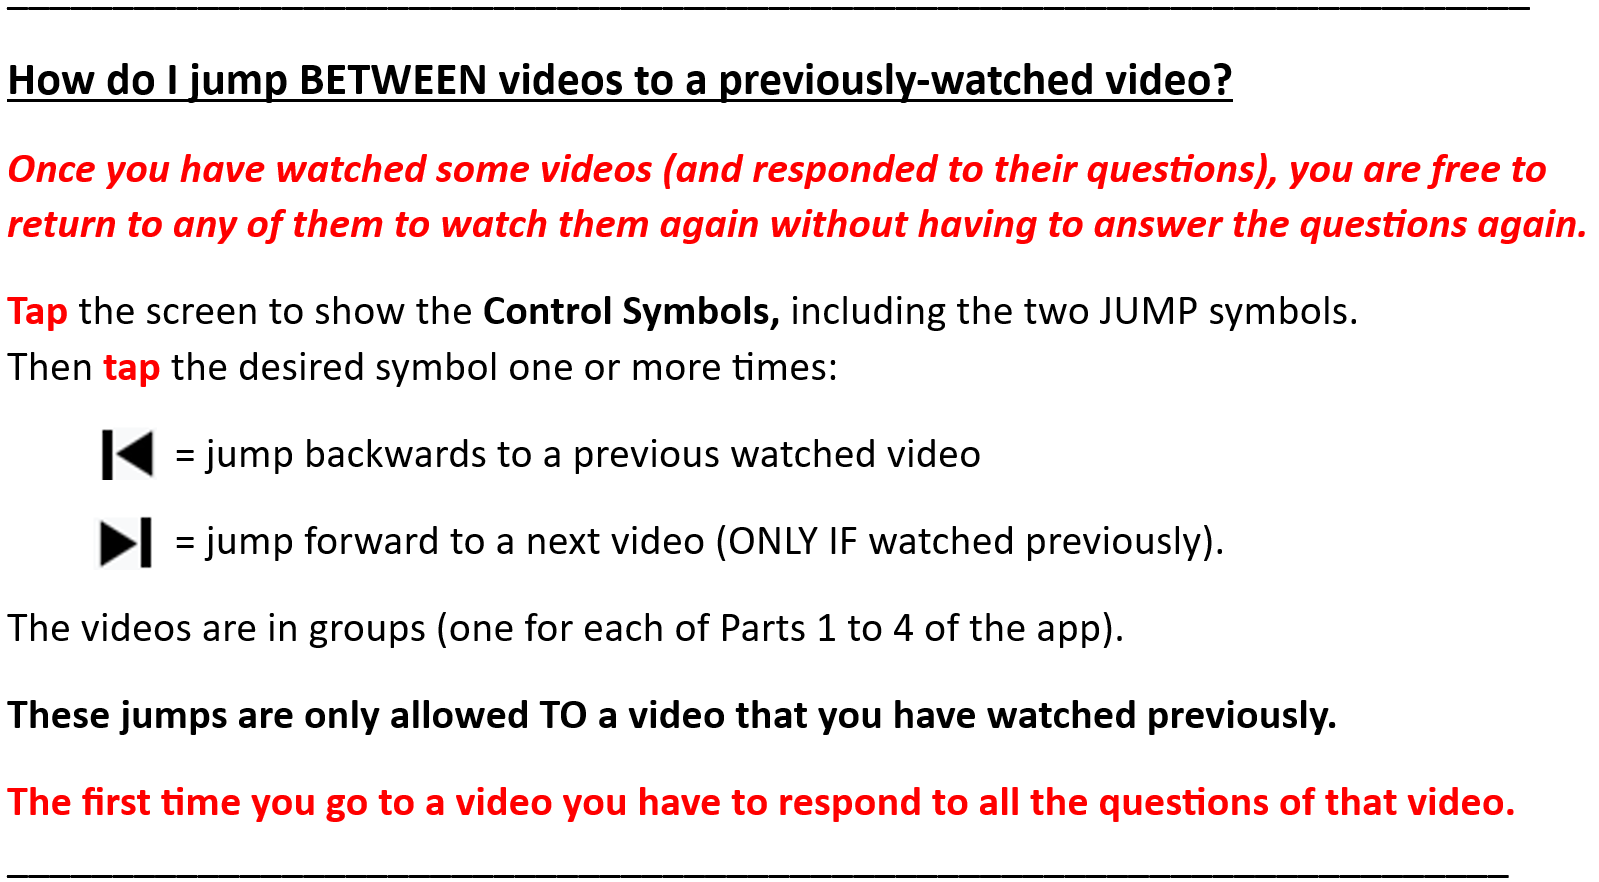 How do I jump BETWEEN videos to a previously-watched video?
Once you have watched some videos (and responded to their questions), you are free to
return to any of them to watch them again without having to answer the questions again.
Tap the screen to show the Control Symbols, including the two JUMP symbols.
Then tap the desired symbol one or more times:
= jump backwards to a previous watched video
= jump forward to a next video (ONLY IF watched previously).
The videos are in groups (one for each of Parts 1 to 4 of the app).
These jumps are only allowed TO a video that you have watched previously.
The first time you go to a video you have to respond to all the questions of that video.